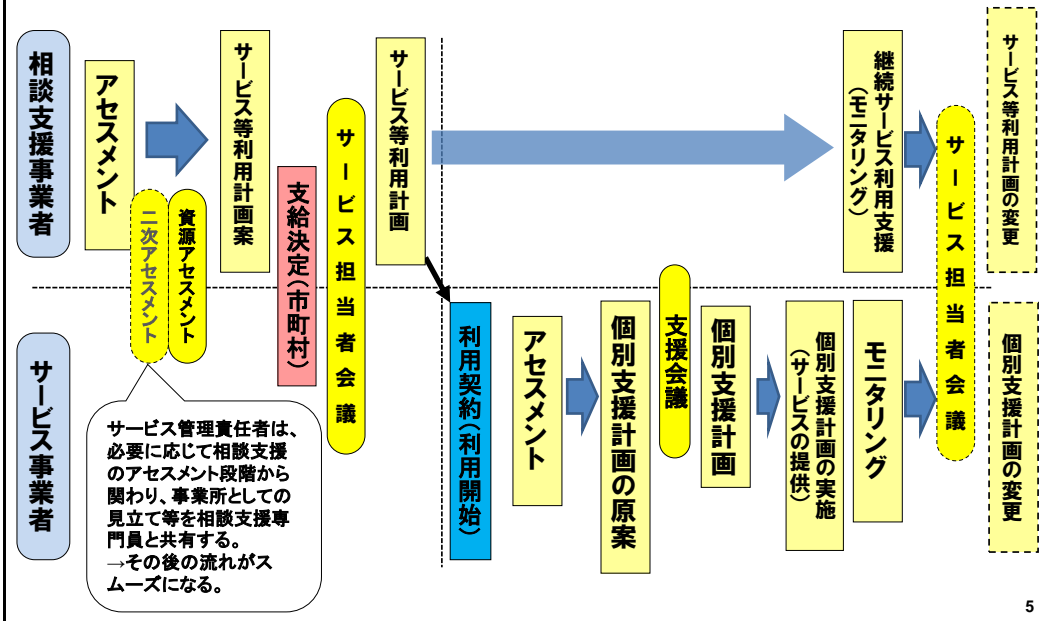 相談支援事業者
アセスメント
二次アセスメント
資源アセスメント
サービス等利用計画案
支給決定(市町村)
サービス担当者会議
サービス等利用計画
継続サービス利用支援
(モニタリング)
サービス担当者会議
サービス等利用計画の変更
サービス事業者
サービス管理責任者は、
必要に応じて相談支援
のアセスメント段階から
関わり、事業所としての
見立て等を相談支援専
門員と共有する。
→その後の流れがス
ムーズになる。
利用契約(利用開始)
アセスメント
個別支援計画の原案
支援会議
個別支援計画
個別支援計画の実施
(サービスの提供)
モニタリング
個別支援計画の変更
5